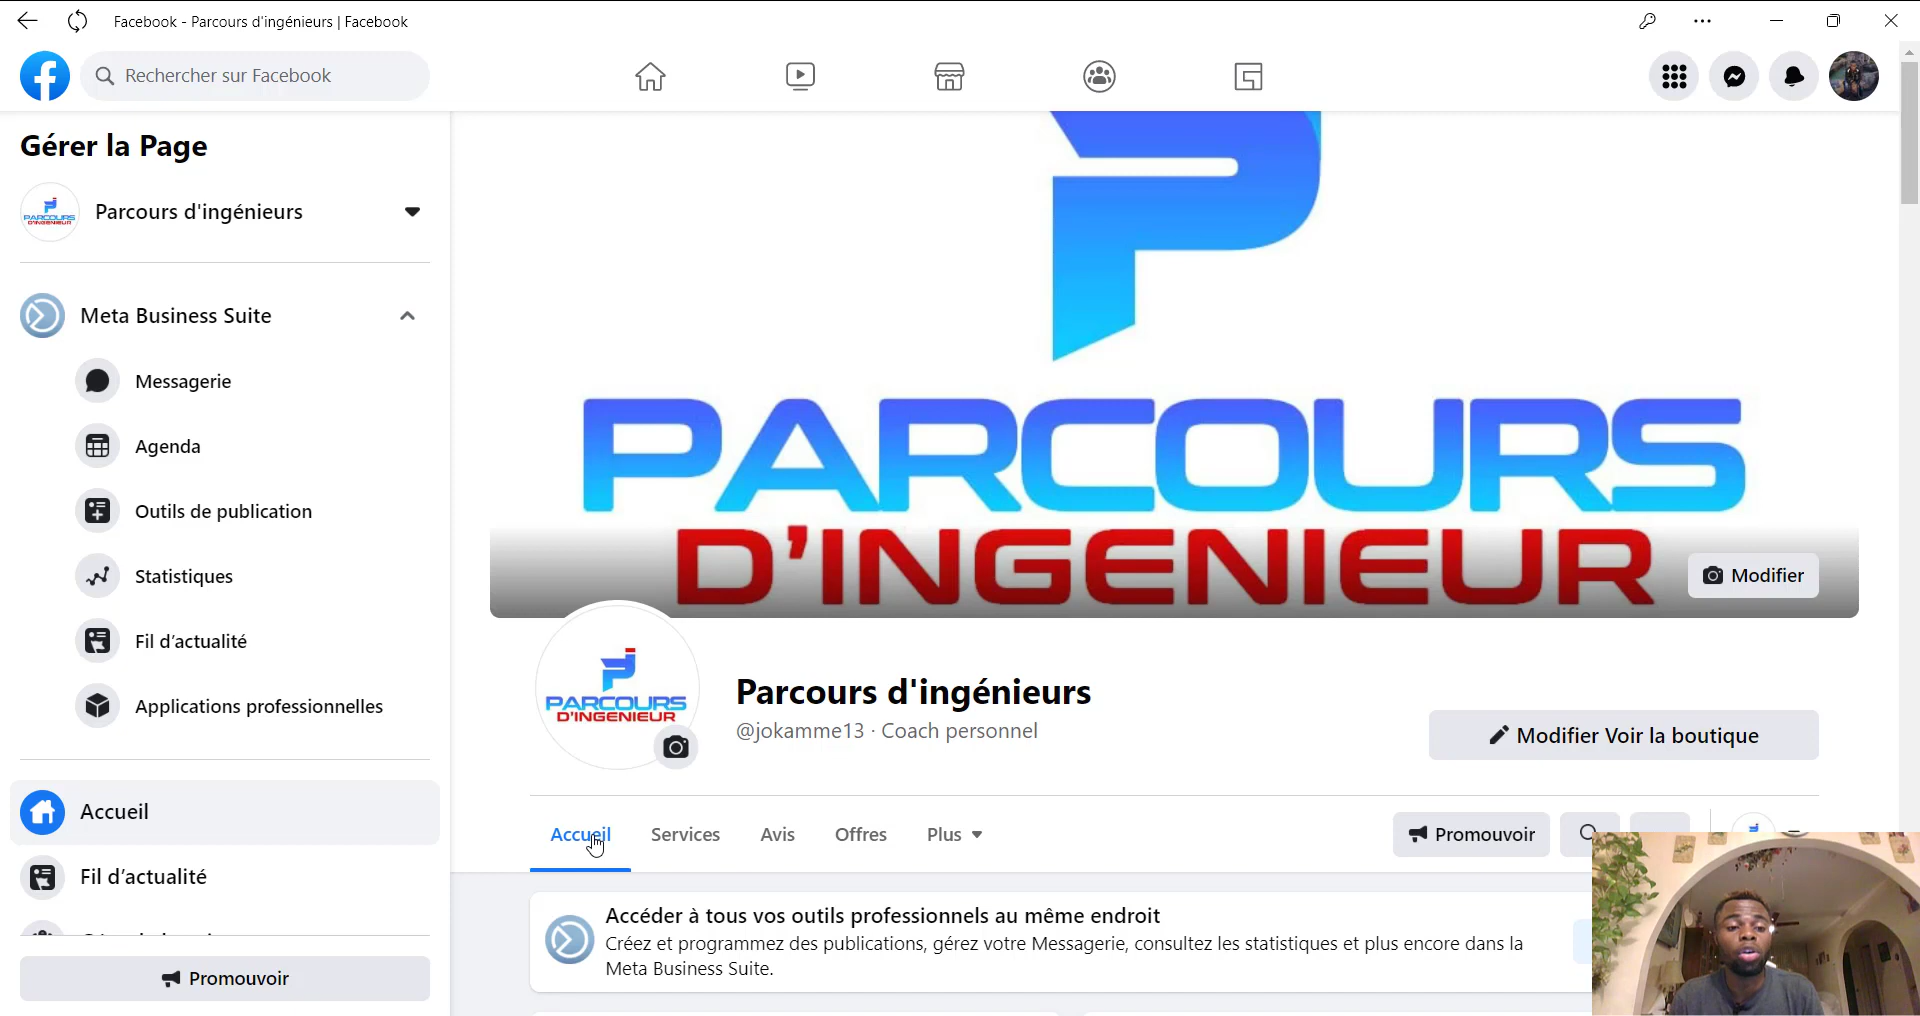 Facebook - Parcours d'ingénieurs | Facebook
Rechercher sur Facebook
Gérer la Page
PARCOURS
D'INGENIEUR
Parcours d'ingénieurs
Meta Business Suite
Messagerie
Agenda
Outils de publication
Statistiques
Fil d'actualité
Applications professionnelles
Accueil
Fil d'actualité
Promouvoir
PARCOURS
D'INGENIEUR
Modifier
PARCOURS
D'INGENIEUR
Parcours d'ingénieurs
@jokamme13 · Coach personnel
Modifier Voir la boutique
Accueil Services Avis Offres Plus
Promouvoir
Accéder à tous vos outils professionnels au même endroit
Créez et programmez des publications, gérez votre Messagerie, consultez les statistiques et plus encore dans la
Meta Business Suite.